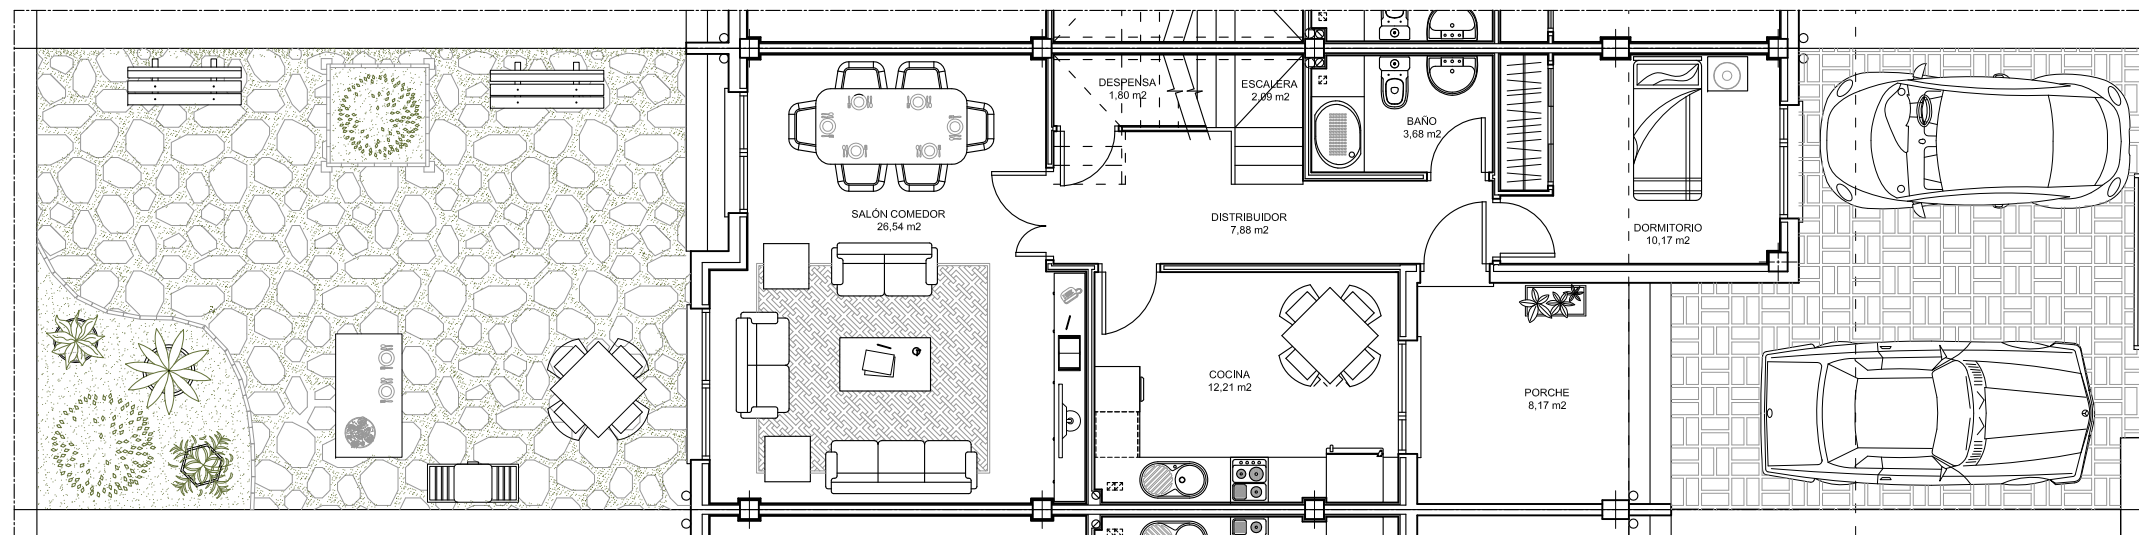 DESPENSA
1,80 m2
ESCALERA
2,09 m2
BAÑO
3,68 m2
SALÓN COMEDOR
26,54 m2
DISTRIBUIDOR
7,88 m2
DORMITORIO
10,17 m2
COCINA
12,21 m2
PORCHE
8,17 m2